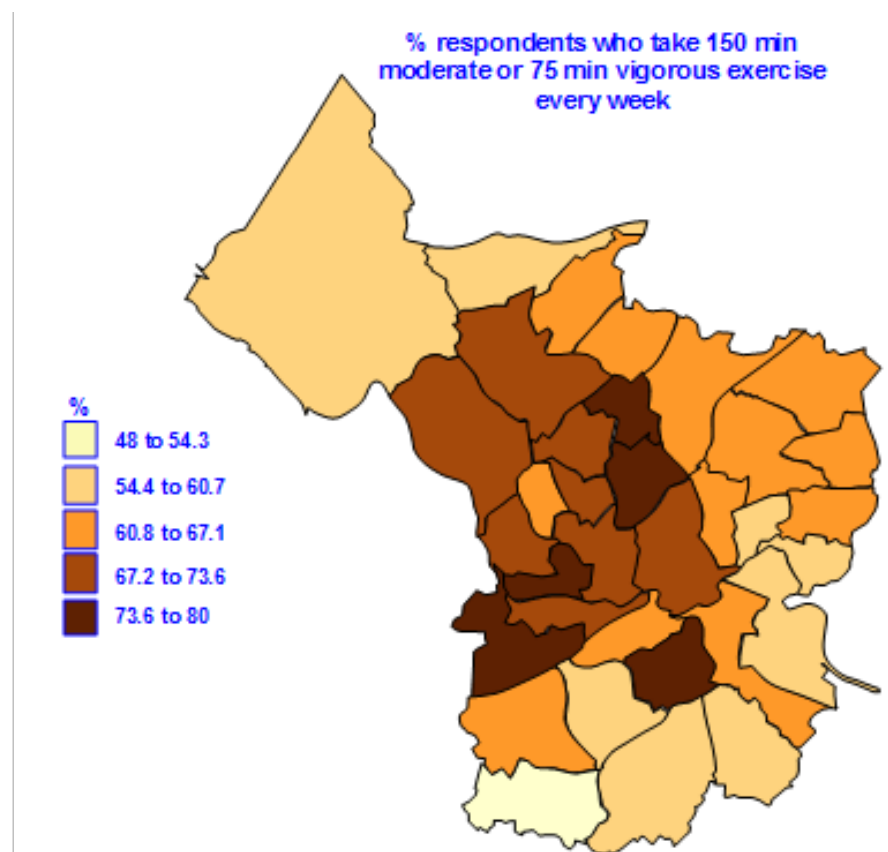 % respondents who take 150 min
moderate or 75 min vigorous exercise
every week
%
48 to 54.3
54.4 to 60.7
60.8 to 67.1
67.2 to 73.6
73.6 to 80